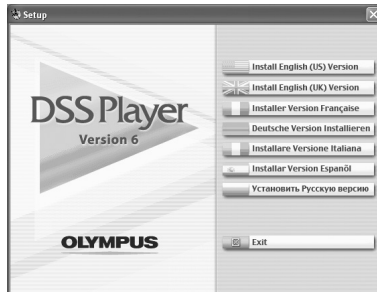 Setup
DSS Player
Version 6
OLYMPUS
Install English (US) Version
Install English (UK) Version
Installer Version Française
Deutsche Version Installieren
Installare Versione Italiana
Installar Version Espanõl
Установить Русскую версию
Exit